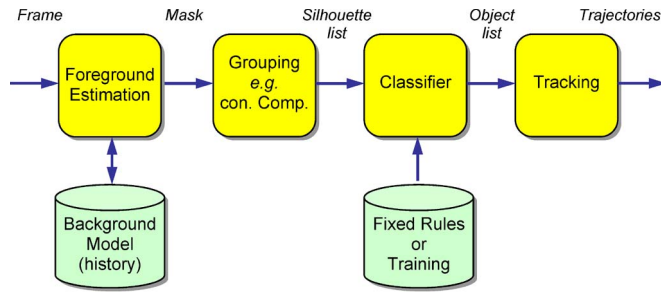 Frame
Mask
Silhouette
list
Object
list
Trajectories
Foreground
Estimation
Grouping
e.g.
con. Comp.
Classifier
Tracking
Background
Model
(history)
Fixed Rules
or
Training